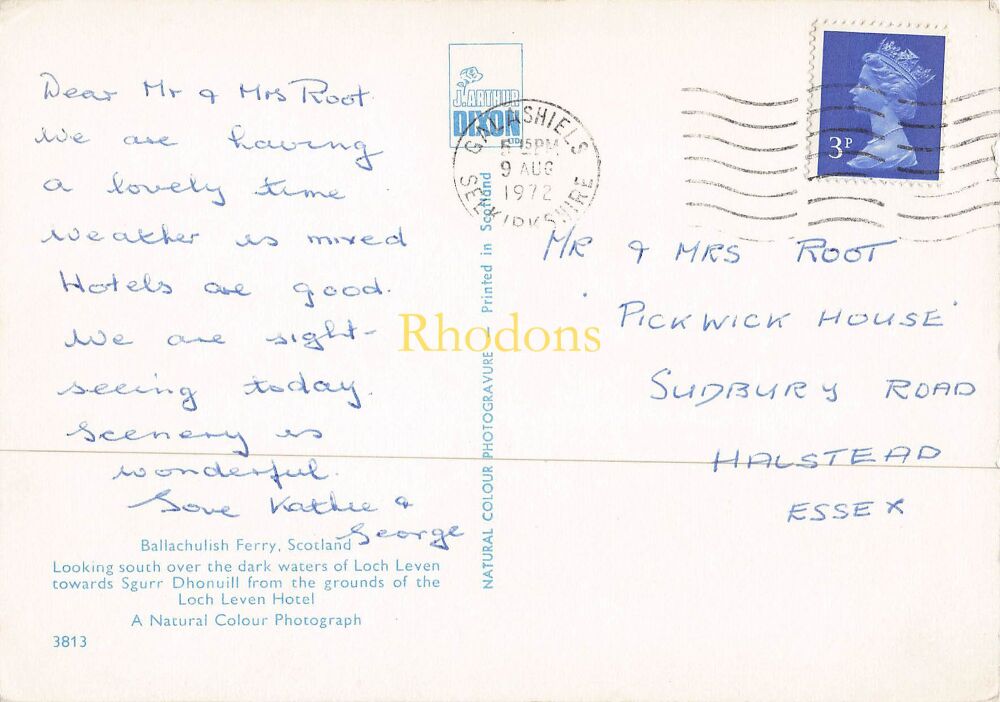 Dear Mr & Mrs Root.
We are having
a lovely time
weather is mixed
Hotels are good.
We are sight-
seeing today.
Scenery is
wonderful.
Love Kathie &
George
Ballachulish Ferry, Scotland
Looking south over the dark waters of Loch Leven
towards Sgurr Dhonuill from the grounds of the
Loch Leven Hotel
A Natural Colour Photograph
3813
J. ARTHUR
DIXON
NATURAL COLOUR PHOTOGRAVURE — Printed in Scotland
GALASHIELS
5-15PM
9 AUG
1972
SELKIRKSHIRE
3P
MR & MRS ROOT
'PICKWICK HOUSE'
SUDBURY ROAD
HALSTEAD
ESSEX
Rhodons